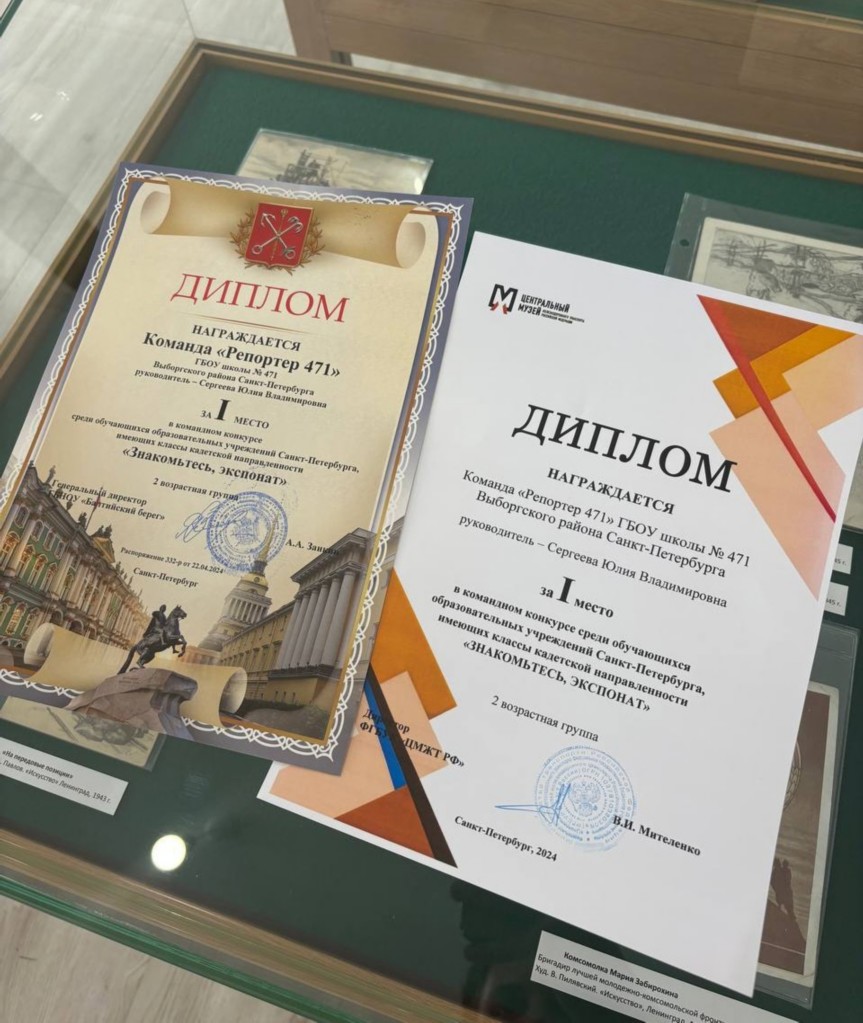 ДИПЛОМ
НАГРАЖДАЕТСЯ
Команда «Репортер 471»
ГБОУ школы № 471
Выборгского района Санкт-Петербурга
руководитель – Сергеева Юлия Владимировна
ЗА I МЕСТО
в командном конкурсе
среди обучающихся образовательных учреждений Санкт-Петербурга,
имеющих классы кадетской направленности
«Знакомьтесь, экспонат»
2 возрастная группа
Генеральный директор
«Балтийский берег»
А.А.
Распоряжение 332-р от 22.04.2024
Санкт-Петербург
ЦЕНТРАЛЬНЫЙ
МУЗЕЙ
ДИПЛОМ
НАГРАЖДАЕТСЯ
Команда «Репортер 471» ГБОУ школы № 471
Выборгского района Санкт-Петербурга
руководитель – Сергеева Юлия Владимировна
за I место
в командном конкурсе среди обучающихся
образовательных учреждений Санкт-Петербурга,
имеющих классы кадетской направленности
«ЗНАКОМЬТЕСЬ, ЭКСПОНАТ»
2 возрастная группа
Директор
ФГБУК «ЦМЖТ РФ»
В.И. Мителенко
Санкт-Петербург, 2024
«На передовые позиции»
Павлов. «Искусство» Ленинград, 1943 г.
Комсомолка Мария Забирохина
Бригадир лучшей молодежно-комсомольской
Худ. В. Пилявский. «Искусство», Ленинград,